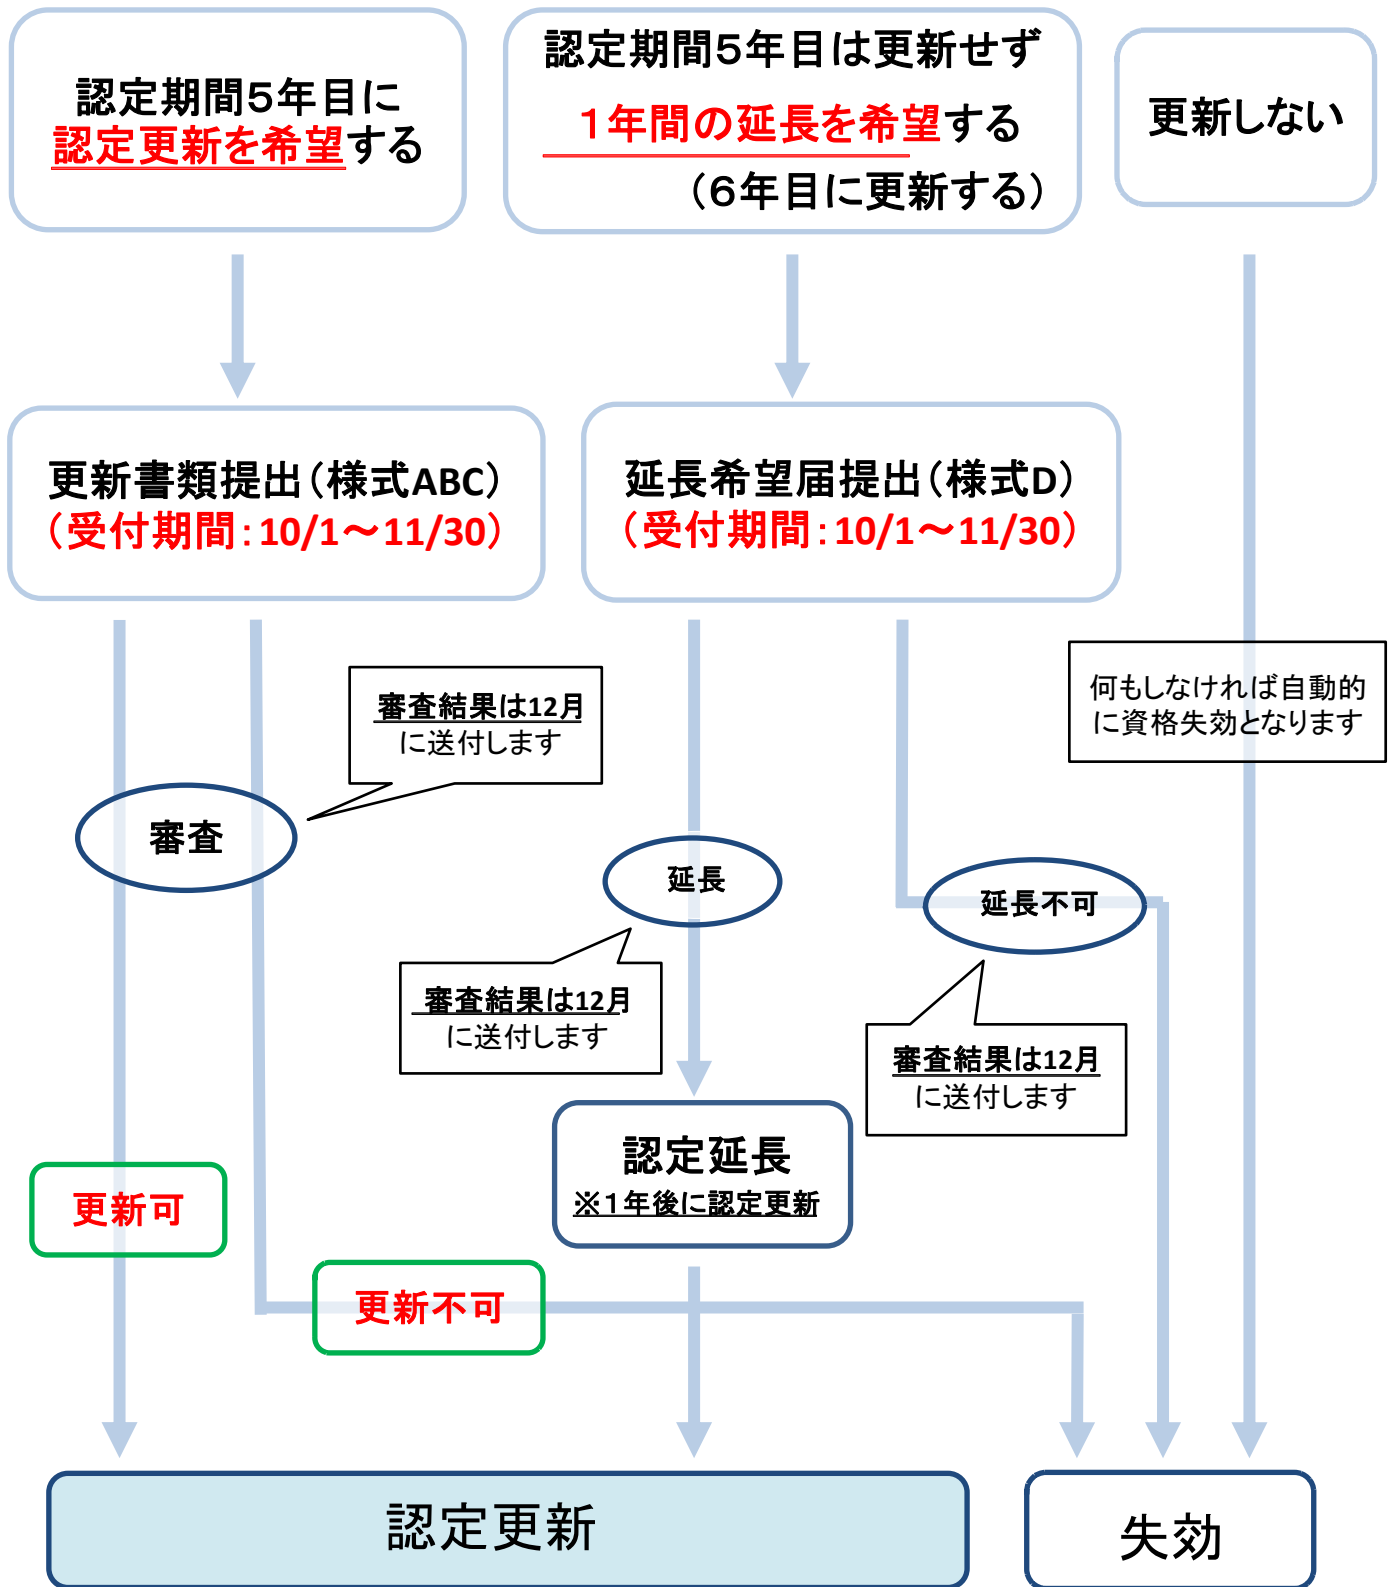 認定期間5年目に
認定更新を希望する
認定期間5年目は更新せず
1年間の延長を希望する
（6年目に更新する）
更新しない
更新書類提出（様式ABC）
（受付期間：10/1～11/30）
延長希望届提出（様式D）
（受付期間：10/1～11/30）
何もしなければ自動的
に資格失効となります
審査結果は12月
に送付します
審査
延長
延長不可
審査結果は12月
に送付します
審査結果は12月
に送付します
認定延長
※1年後に認定更新
更新可
更新不可
認定更新
失効